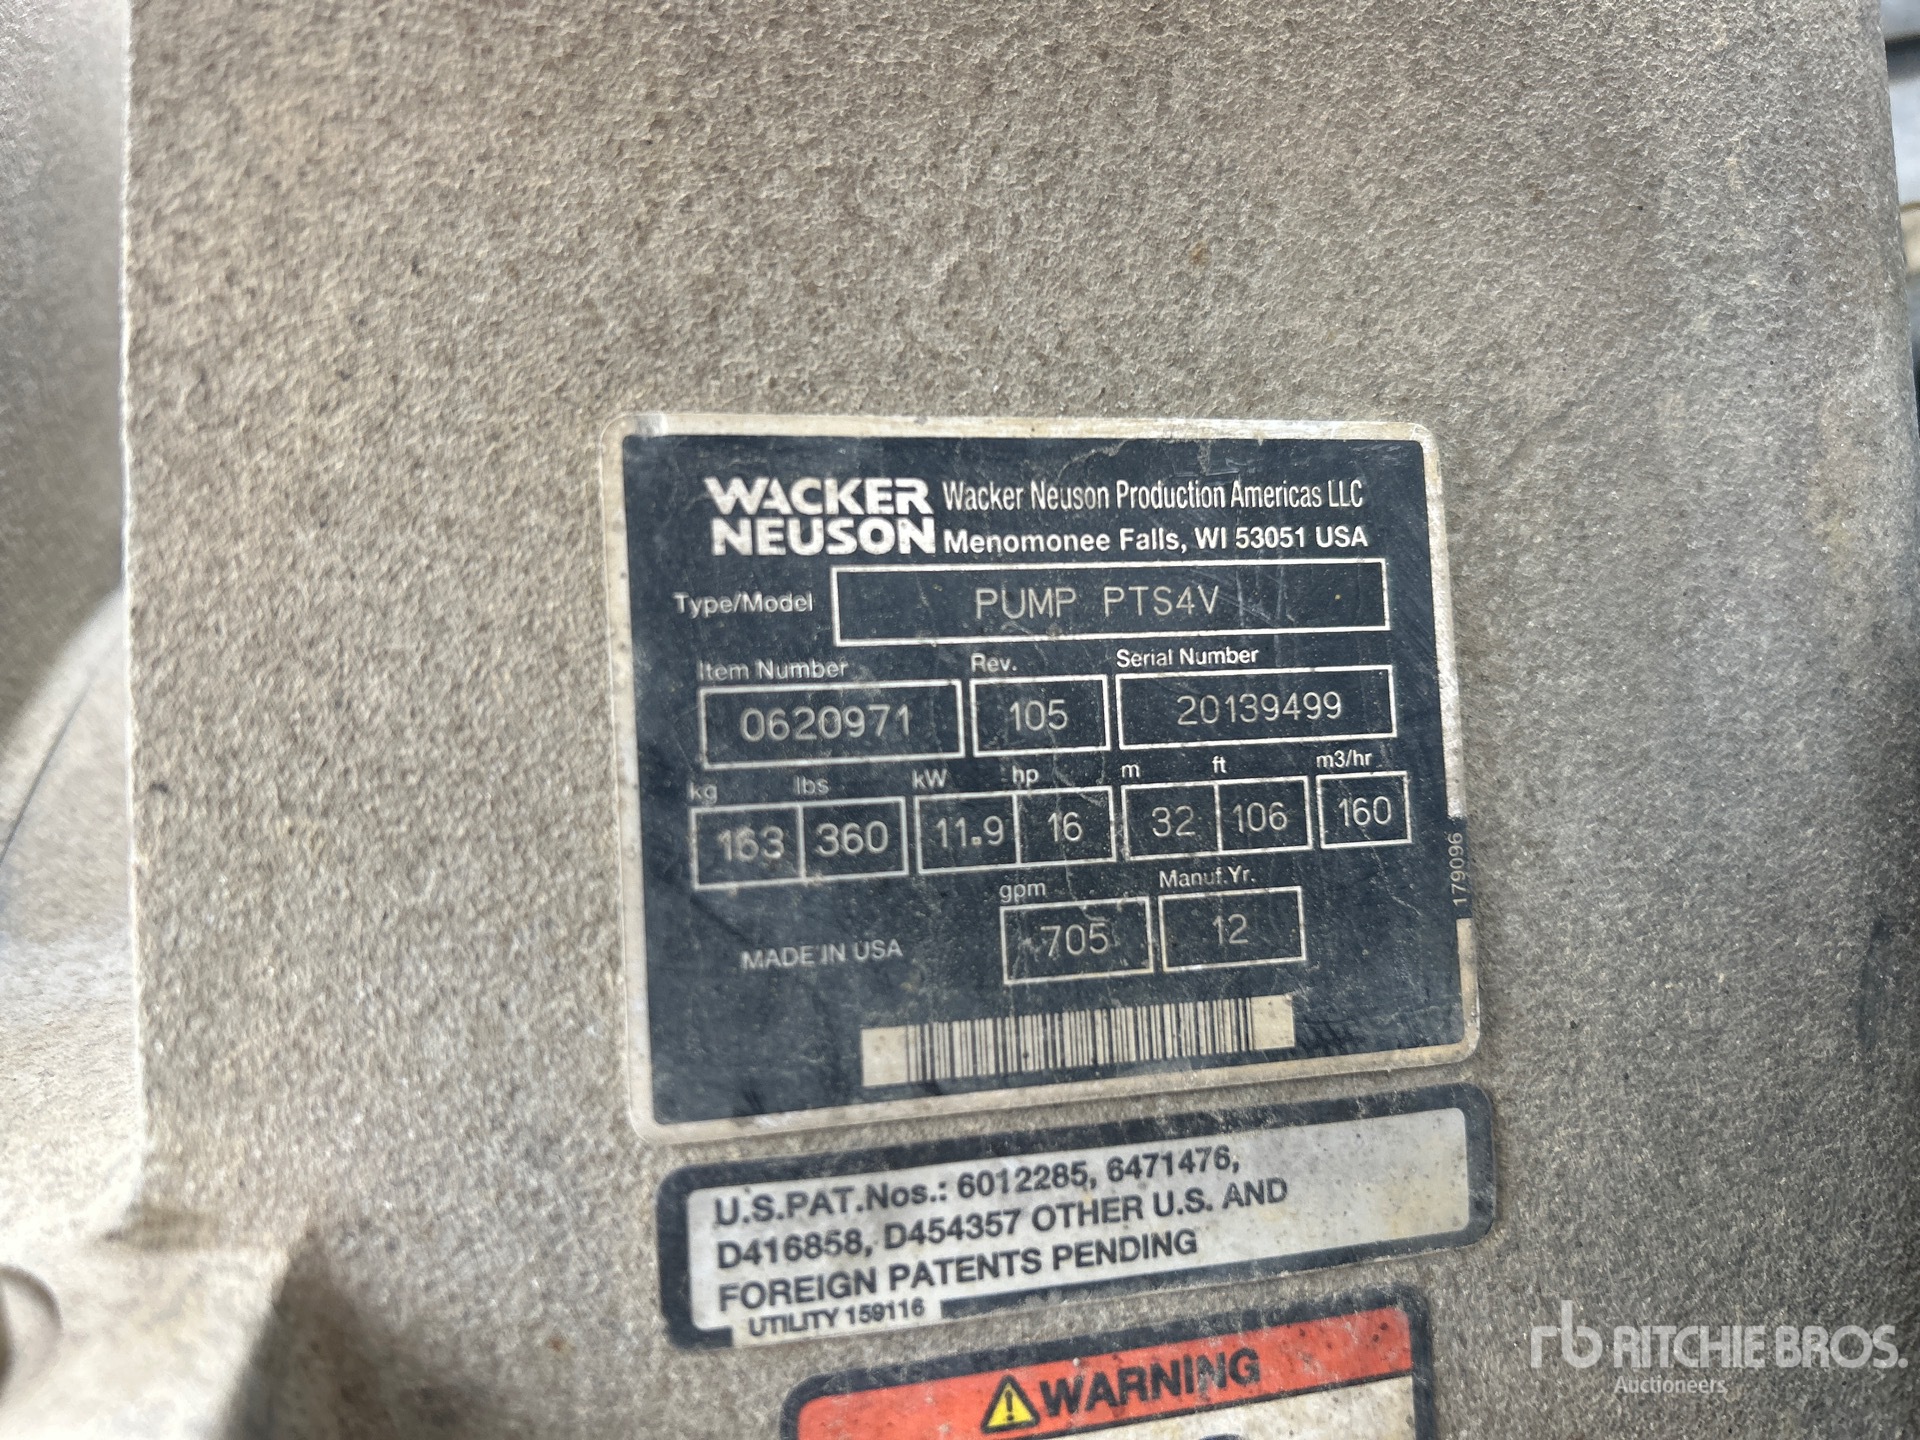 WACKER NEUSON
Wacker Neuson Production Americas LLC
Menomonee Falls, WI 53051 USA
Type/Model PUMP PTS4V
Item Number Rev. Serial Number
0620971 105 20139499
kg lbs kW hp m ft m3/hr
163 360 11.9 16 32 106 160
gpm Manuf.Yr.
MADE IN USA 705 12
179096
U.S.PAT.Nos.: 6012285, 6471476,
D416858, D454357 OTHER U.S. AND
FOREIGN PATENTS PENDING
UTILITY 159116
WARNING
rb RITCHIE BROS.
Auctioneers